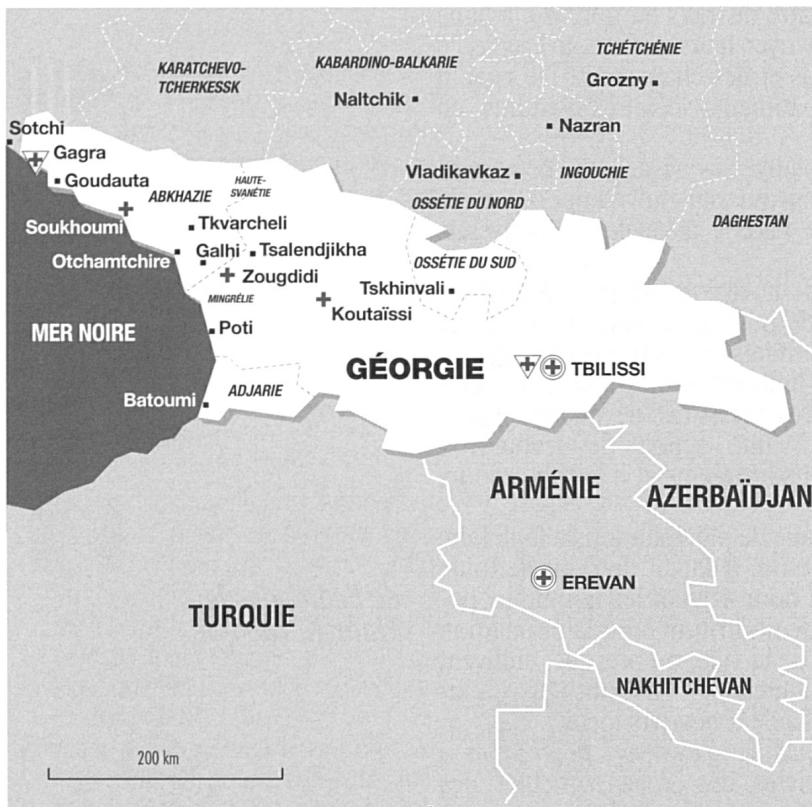 TCHÉTCHÉNIE
KARATCHEVO-
TCHERKESSK
KABARDINO-BALKARIE
Grozny
Naltchik
Sotchi
Nazran
Gagra
Goudauta
HAUTE-
SVANÉTIE
Vladikavkaz
INGOUCHIE
ABKHAZIE
OSSÉTIE DU NORD
DAGHESTAN
Soukhoumi
Tkvarcheli
Otchamtchire
Galhi
Tsalendjikha
OSSÉTIE DU SUD
Zougdidi
Tskhinvali
MINGRÉLIE
Koutaïssi
MER NOIRE
Poti
GÉORGIE
TBILISSI
Batoumi
ADJARIE
ARMÉNIE
AZERBAÏDJAN
EREVAN
TURQUIE
NAKHITCHEVAN
200 km